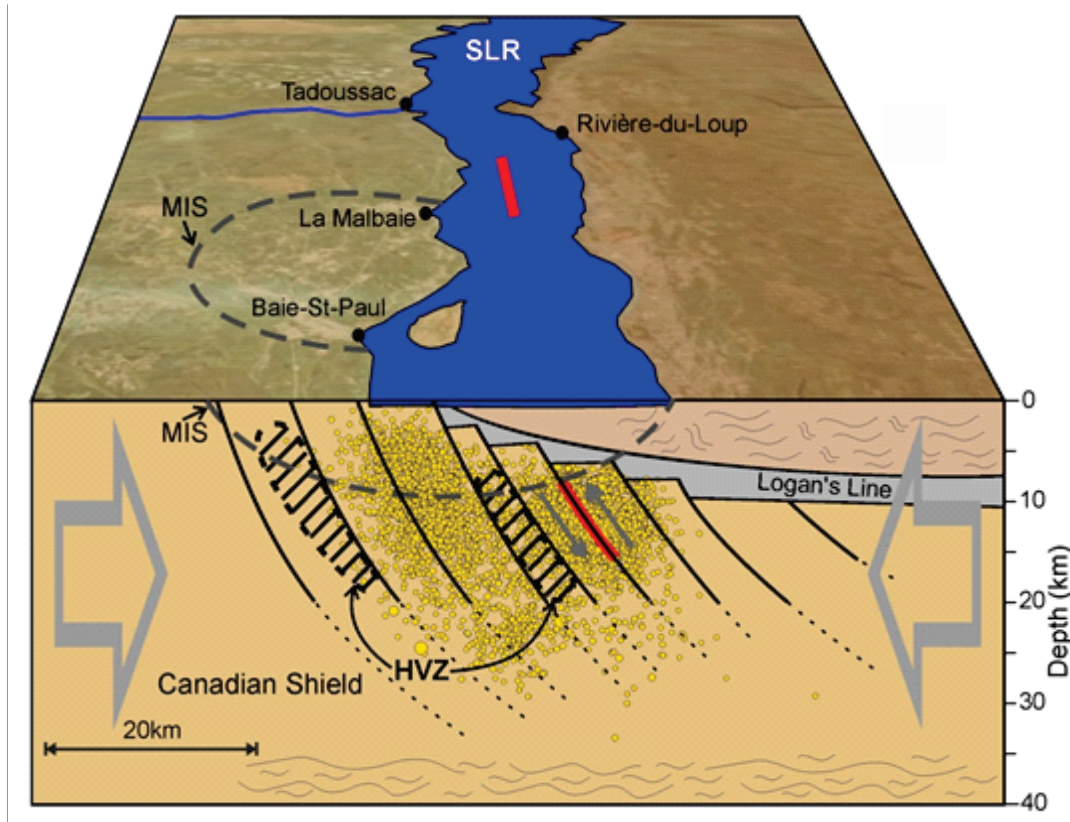 SLR
Tadoussac
Rivière-du-Loup
MIS
La Malbaie
Baie-St-Paul
MIS
0
Logan's Line
10
20
HVZ
Canadian Shield
30
20km
40
Depth (km)